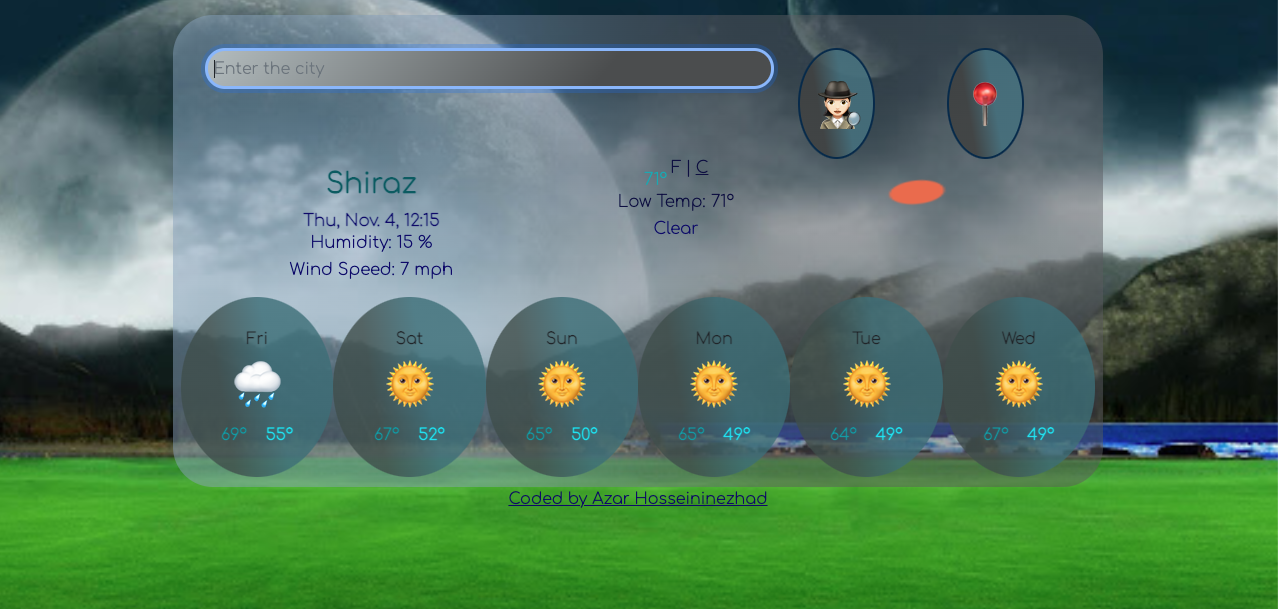 Enter the city
Shiraz
Thu, Nov. 4, 12:15
Humidity: 15 %
Wind Speed: 7 mph
71° F | C
Low Temp: 71°
Clear
Fri
69° 55°
Sat
67° 52°
Sun
65° 50°
Mon
65° 49°
Tue
64° 49°
Wed
67° 49°
Coded by Azar Hosseininezhad